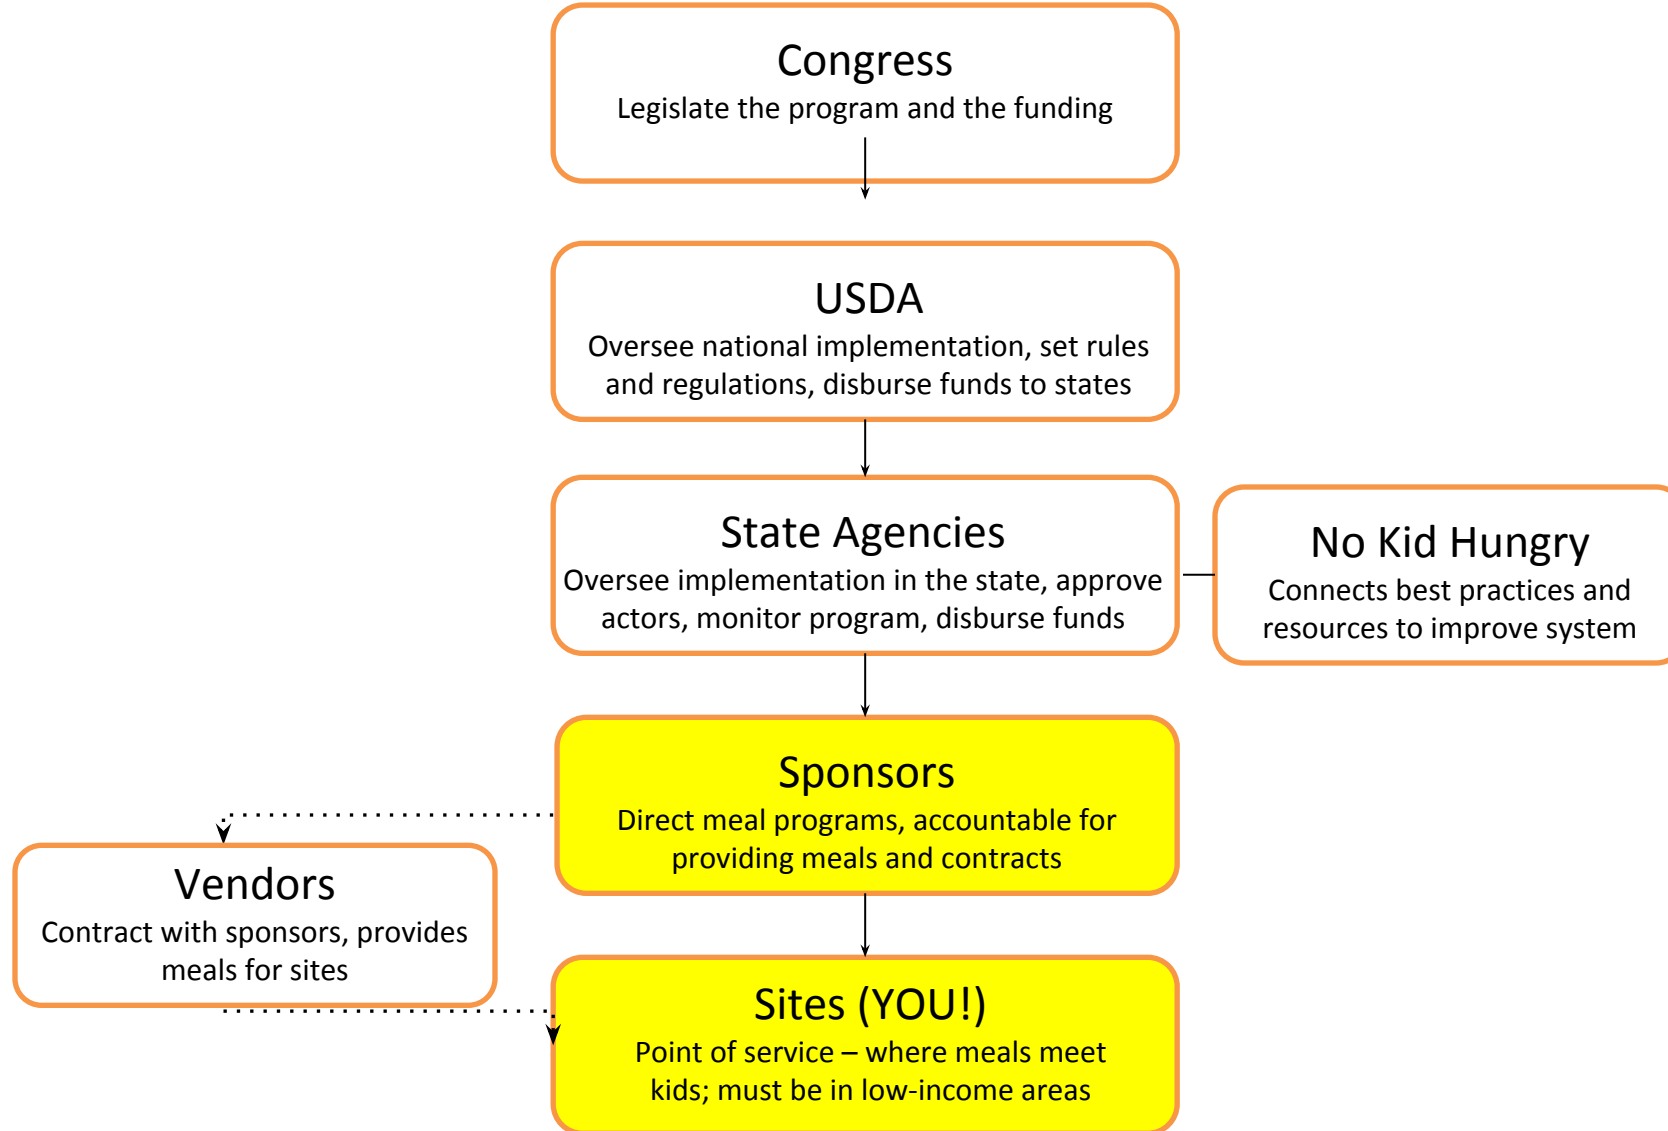 Congress
Legislate the program and the funding
USDA
Oversee national implementation, set rules
and regulations, disburse funds to states
State Agencies
Oversee implementation in the state, approve
actors, monitor program, disburse funds
No Kid Hungry
Connects best practices and
resources to improve system
Sponsors
Direct meal programs, accountable for
providing meals and contracts
Vendors
Contract with sponsors, provides
meals for sites
Sites (YOU!)
Point of service – where meals meet
kids; must be in low-income areas